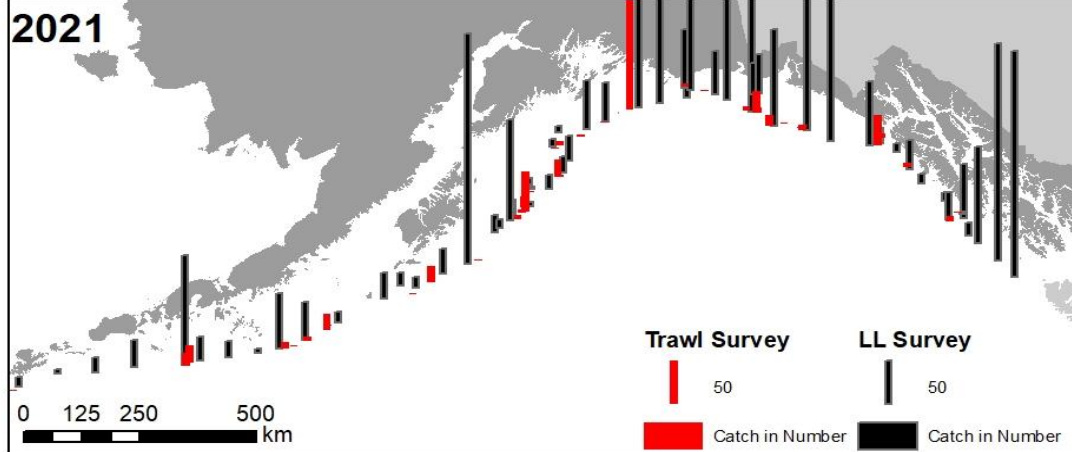 2021
Trawl Survey LL Survey
50 50
Catch in Number Catch in Number
0 125 250 500
km